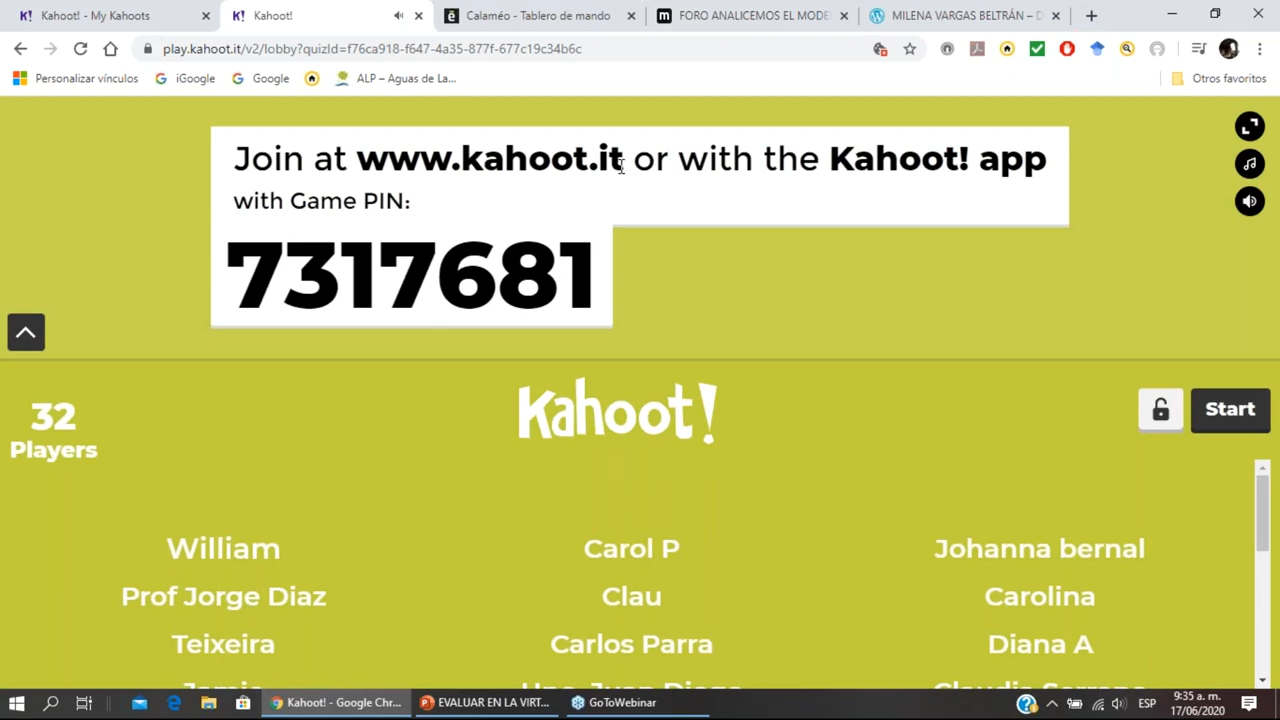 Kahoot! - My Kahoots
Kahoot!
Calaméo - Tablero de mando
FORO ANALICEMOS EL MODE
MILENA VARGAS BELTRÁN – D
play.kahoot.it/v2/lobby?quizId=f76ca918-f647-4a35-877f-677c19c34b6c
Personalizar vínculos
iGoogle
Google
ALP – Aguas de La...
Otros favoritos
Join at www.kahoot.it or with the Kahoot! app
with Game PIN:
7317681
32
Players
Kahoot!
Start
William
Carol P
Johanna bernal
Prof Jorge Diaz
Clau
Carolina
Teixeira
Carlos Parra
Diana A
Kahoot! - Google Chr...
EVALUAR EN LA VIRT...
GoToWebinar
ESP
9:35 a. m.
17/06/2020